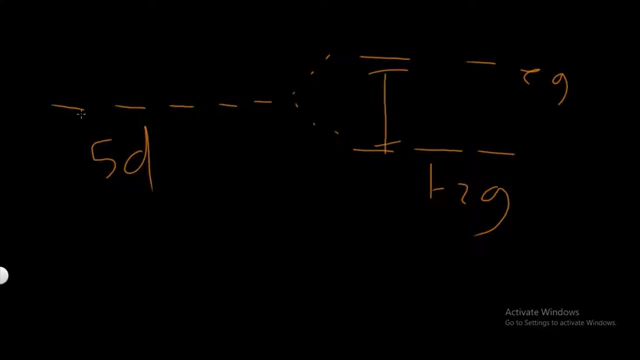 eg
5d
t2g
Activate Windows
Go to Settings to activate Windows.